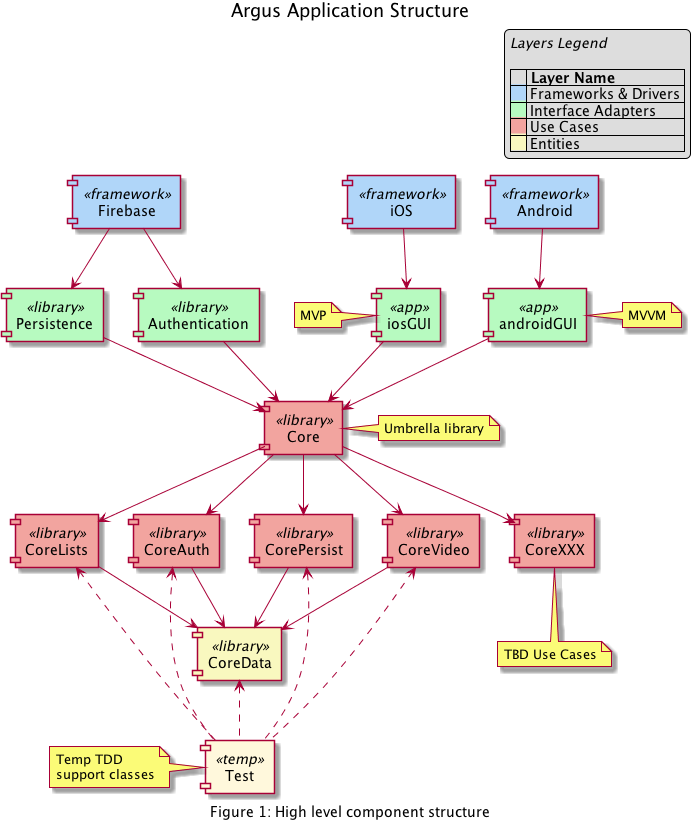 Argus Application Structure
Layers Legend
Layer Name
Frameworks & Drivers
Interface Adapters
Use Cases
Entities
«framework»
Firebase
«framework»
iOS
«framework»
Android
«library»
Persistence
«library»
Authentication
MVP
«app»
iosGUI
«app»
androidGUI
MVVM
«library»
Core
Umbrella library
«library»
CoreLists
«library»
CoreAuth
«library»
CorePersist
«library»
CoreVideo
«library»
CoreXXX
«library»
CoreData
TBD Use Cases
Temp TDD
support classes
«temp»
Test
Figure 1: High level component structure